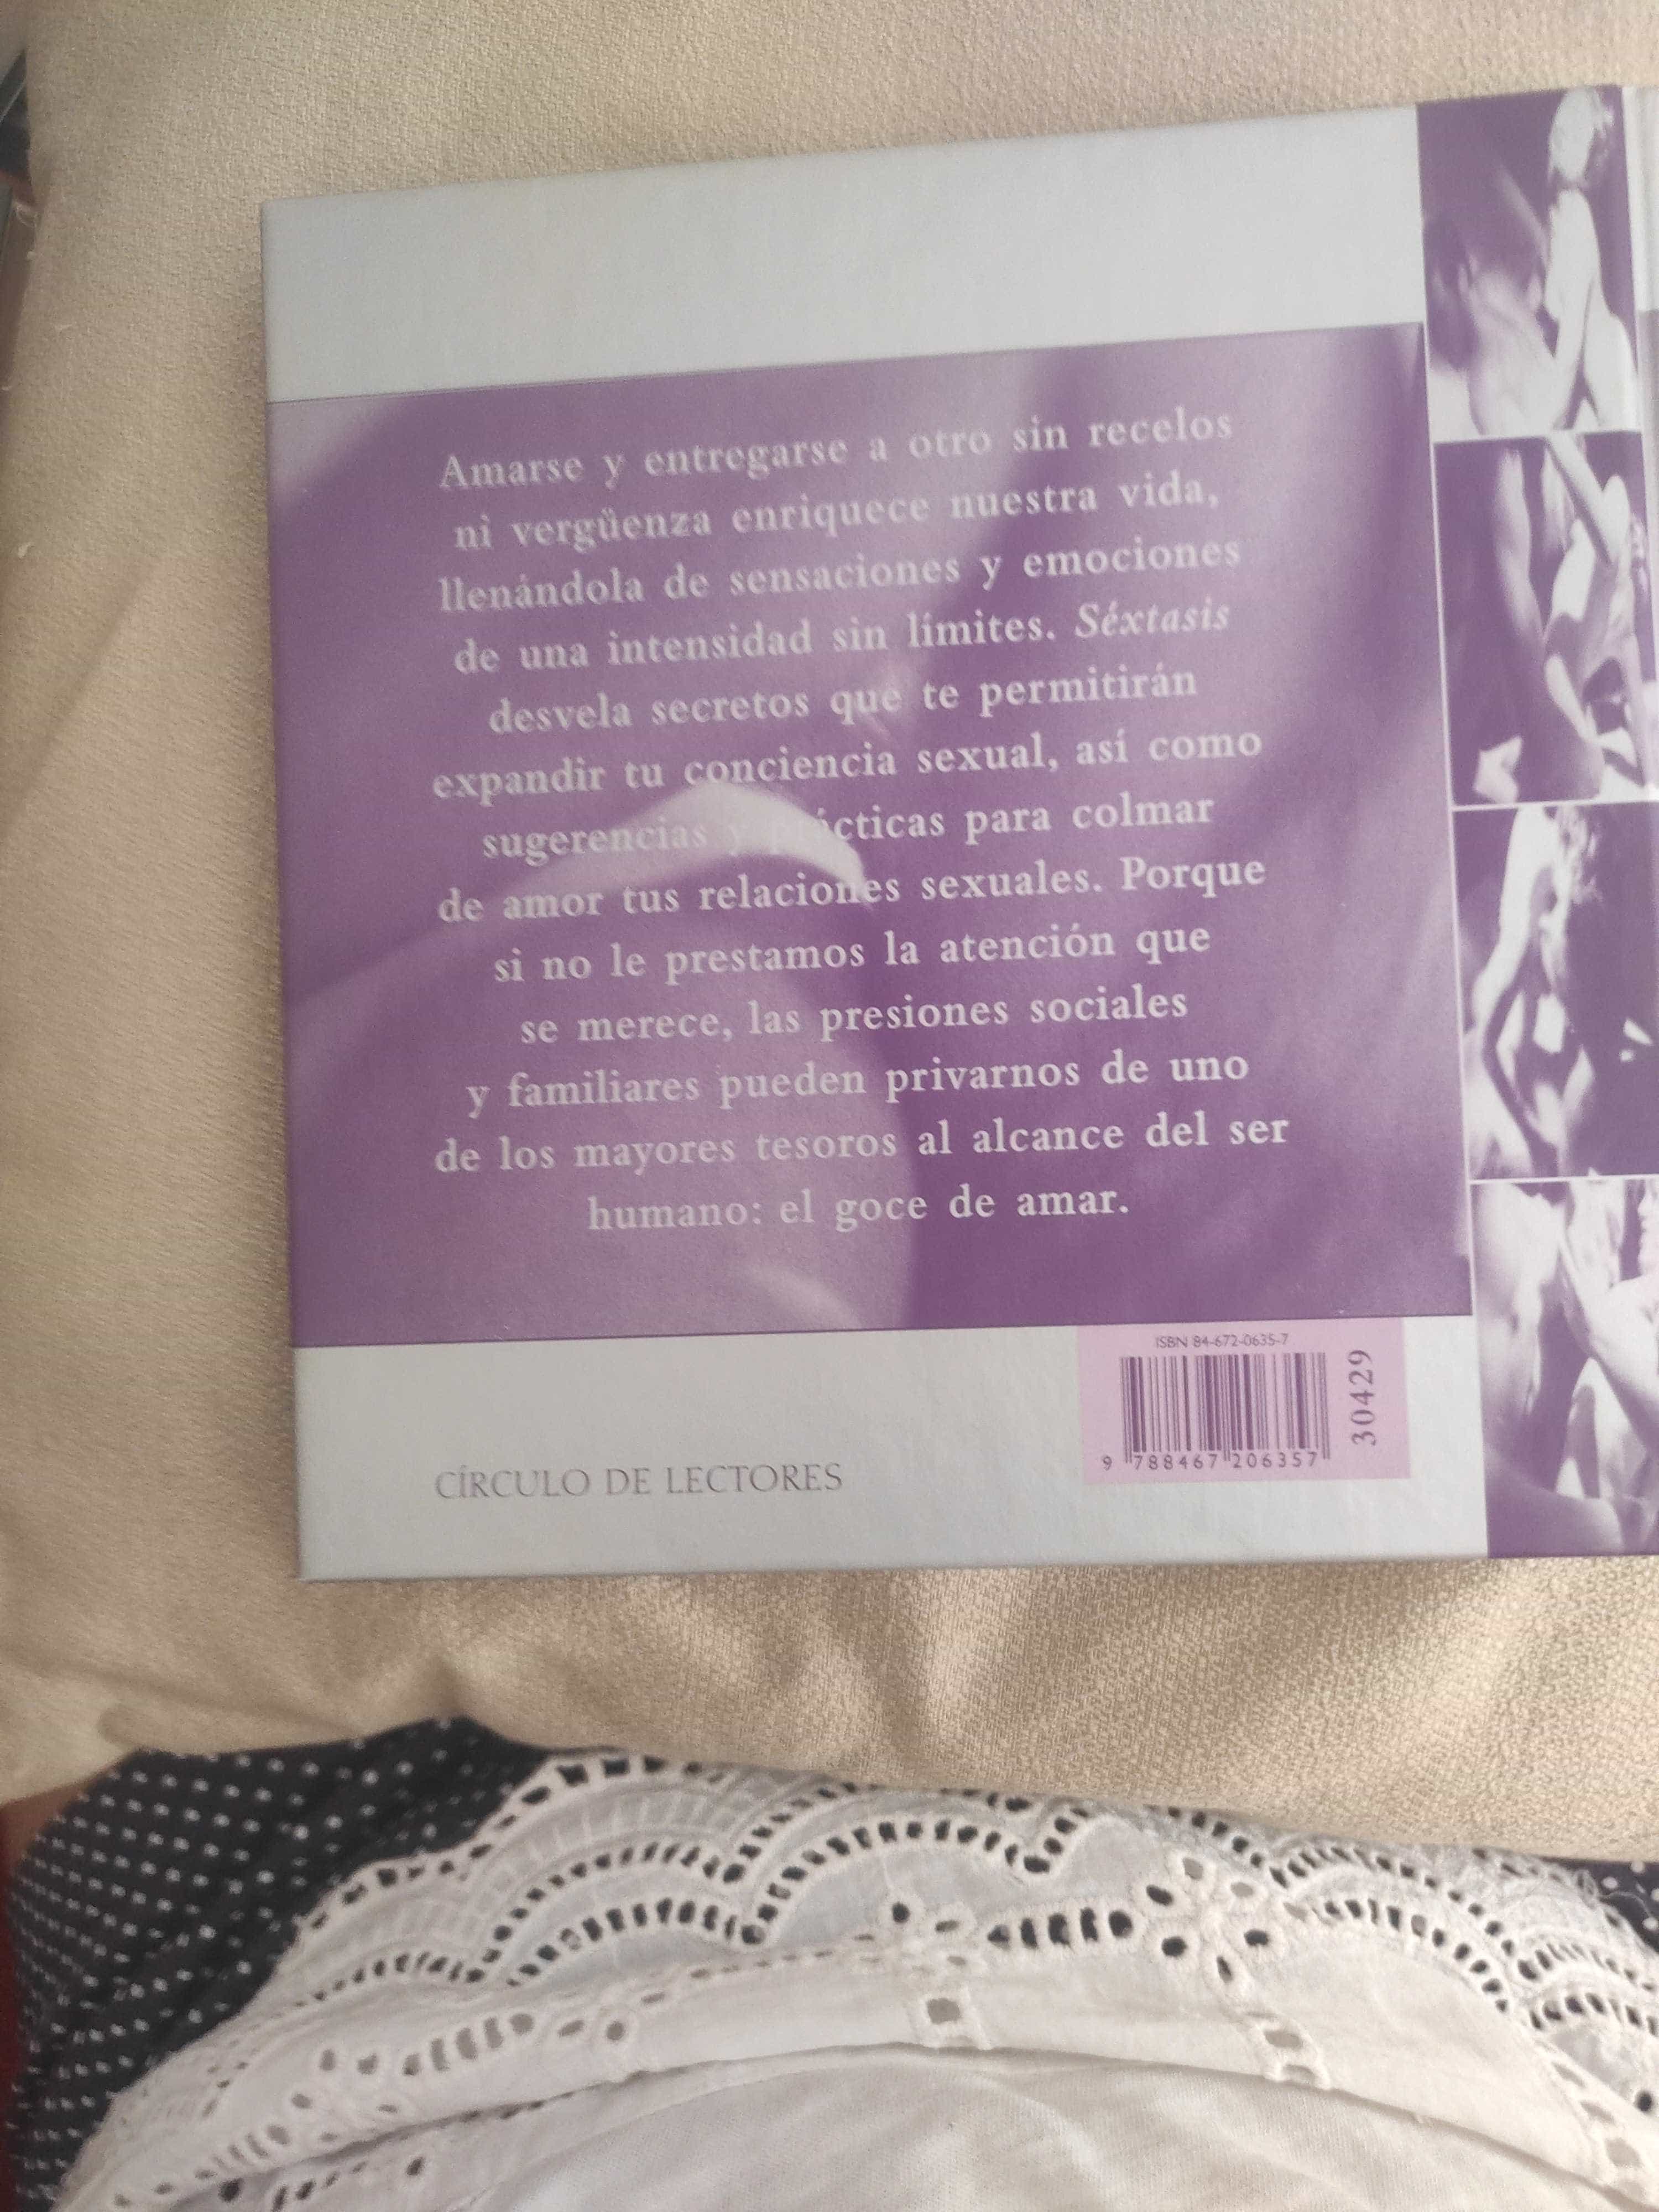 Amarse y entregarse a otro sin recelos
ni vergüenza enriquece nuestra vida,
llenándola de sensaciones y emociones
de una intensidad sin límites. Séxtasis
desvela secretos que te permitirán
expandir tu conciencia sexual, así como
sugerencias y prácticas para colmar
de amor tus relaciones sexuales. Porque
si no le prestamos la atención que
se merece, las presiones sociales
y familiares pueden privarnos de uno
de los mayores tesoros al alcance del ser
humano: el goce de amar.
ISBN 84-672-0635-7
30429
9 788467 206357
CÍRCULO DE LECTORES